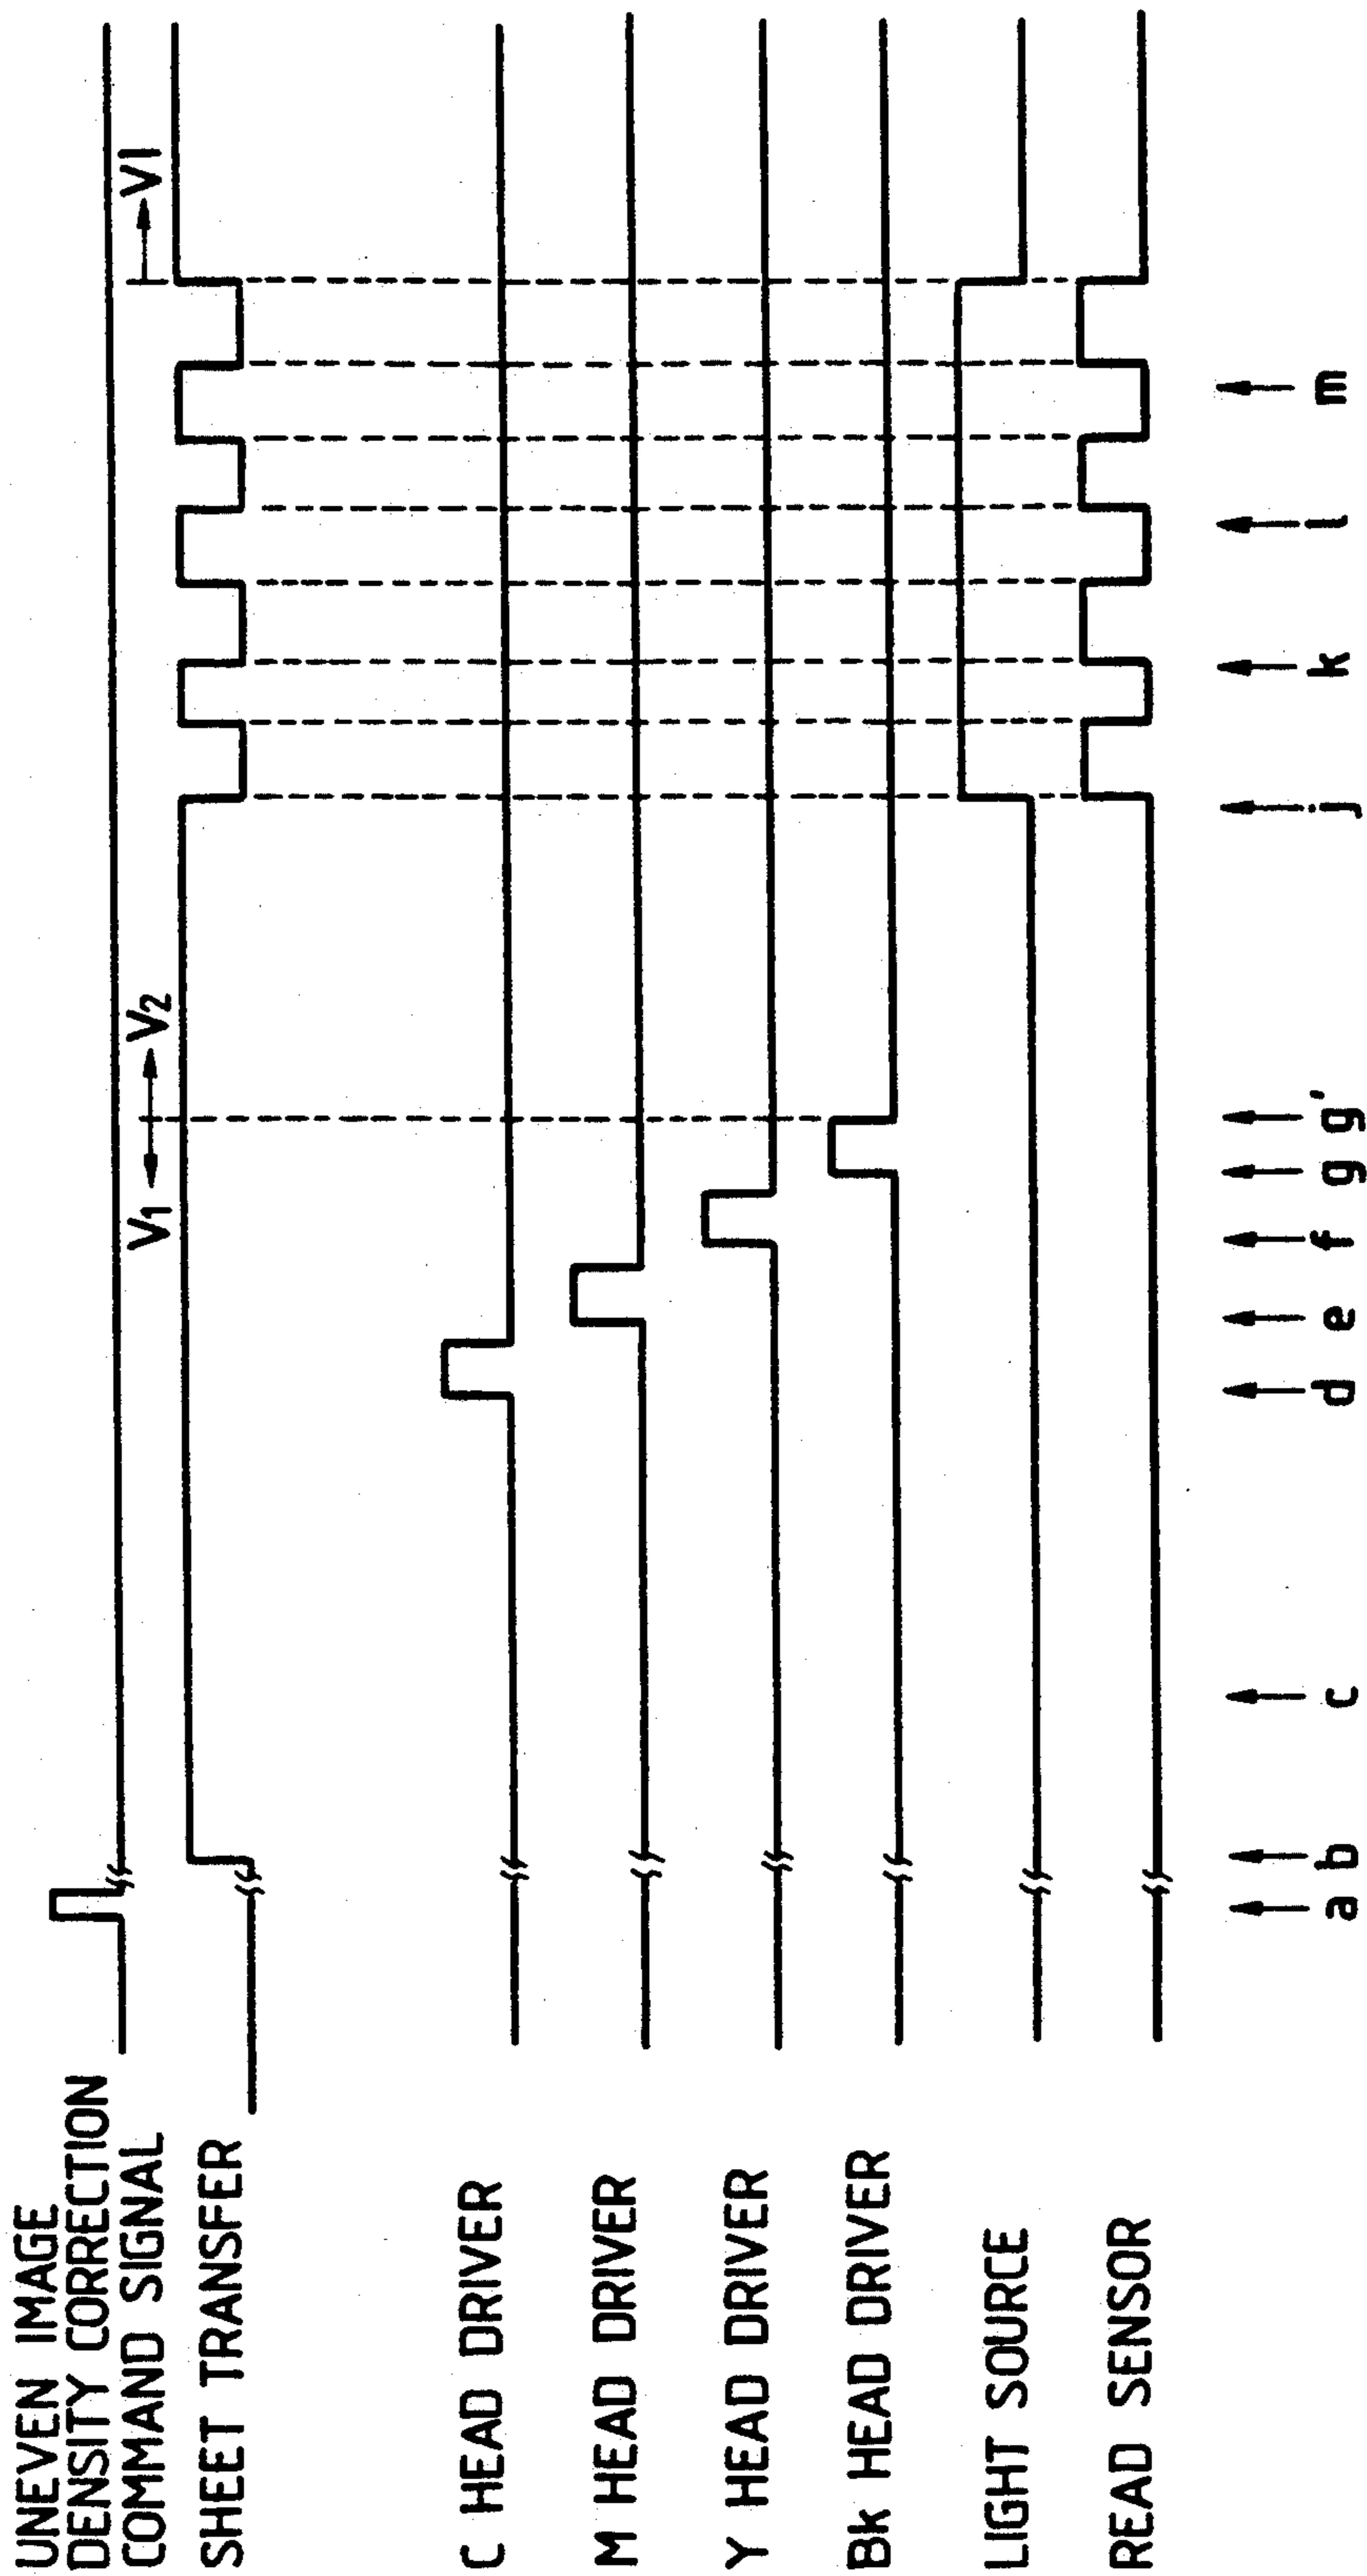 UNEVEN IMAGE
DENSITY CORRECTION
COMMAND SIGNAL
V1 V2 V1
SHEET TRANSFER
C HEAD DRIVER
M HEAD DRIVER
Y HEAD DRIVER
Bk HEAD DRIVER
LIGHT SOURCE
READ SENSOR
a b c d e f g g' j k l m